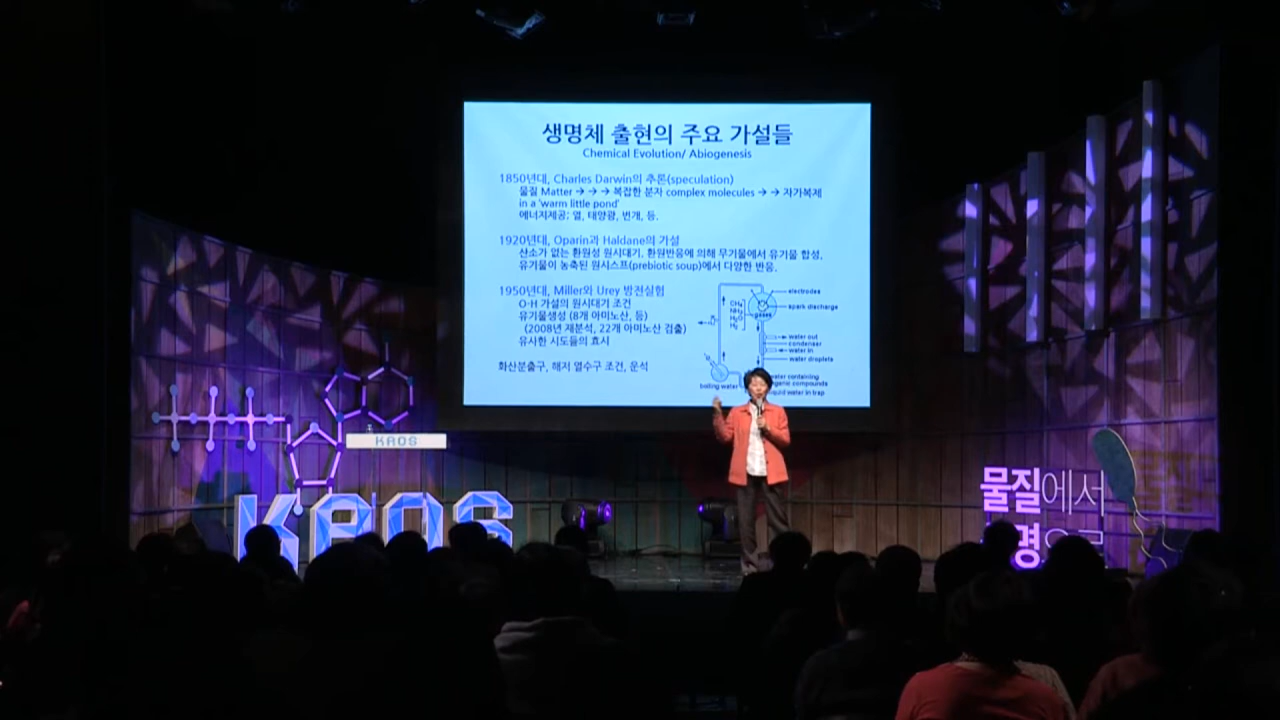 생명체 출현의 주요 가설들
Chemical Evolution/ Abiogenesis
1850년대, Charles Darwin의 추론(speculation)
물질 Matter → → → 복잡한 분자 complex molecules → → 자가복제
in a 'warm little pond'
에너지제공; 열, 태양광, 번개, 등.
1920년대, Oparin과 Haldane의 가설
산소가 없는 환원성 원시대기. 환원반응에 의해 무기물에서 유기물 합성.
유기물이 농축된 원시스프(prebiotic soup)에서 다양한 반응.
1950년대, Miller와 Urey 방전실험
O-H 가설의 원시대기 조건
유기물생성 (8개 아미노산, 등)
(2008년 재분석, 22개 아미노산 검출)
유사한 시도들의 효시
화산분출구, 해저 열수구 조건, 운석
electrodes
spark discharge
CH4
NH3
H2O
H2
gases
water out
condenser
water in
water droplets
water containing
organic compounds
liquid water in trap
boiling water
KAOS
KAOS
물질에서
명으로